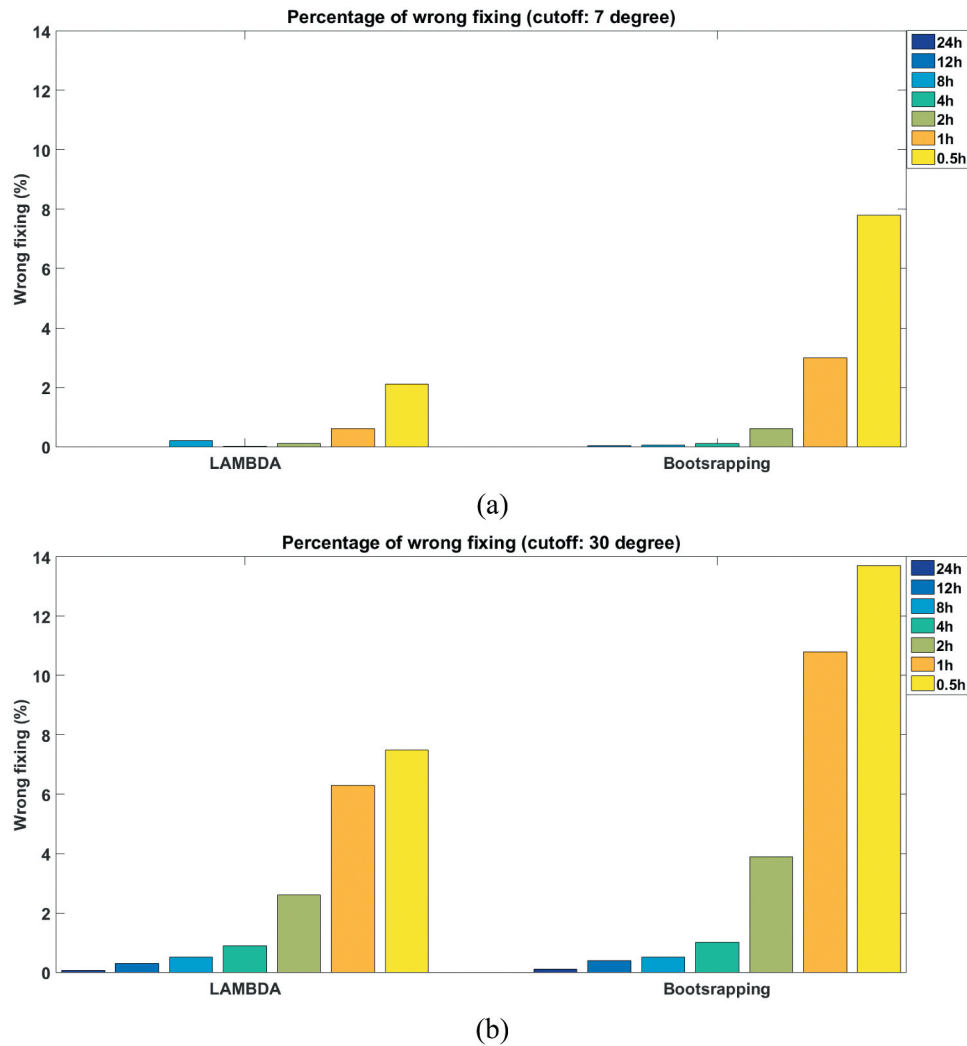 Percentage of wrong fixing (cutoff: 7 degree)
14
12
10
8
6
4
2
0
Wrong fixing (%)
LAMBDA
Bootsrapping
24h
12h
8h
4h
2h
1h
0.5h
(a)
Percentage of wrong fixing (cutoff: 30 degree)
14
12
10
8
6
4
2
0
Wrong fixing (%)
LAMBDA
Bootsrapping
24h
12h
8h
4h
2h
1h
0.5h
(b)